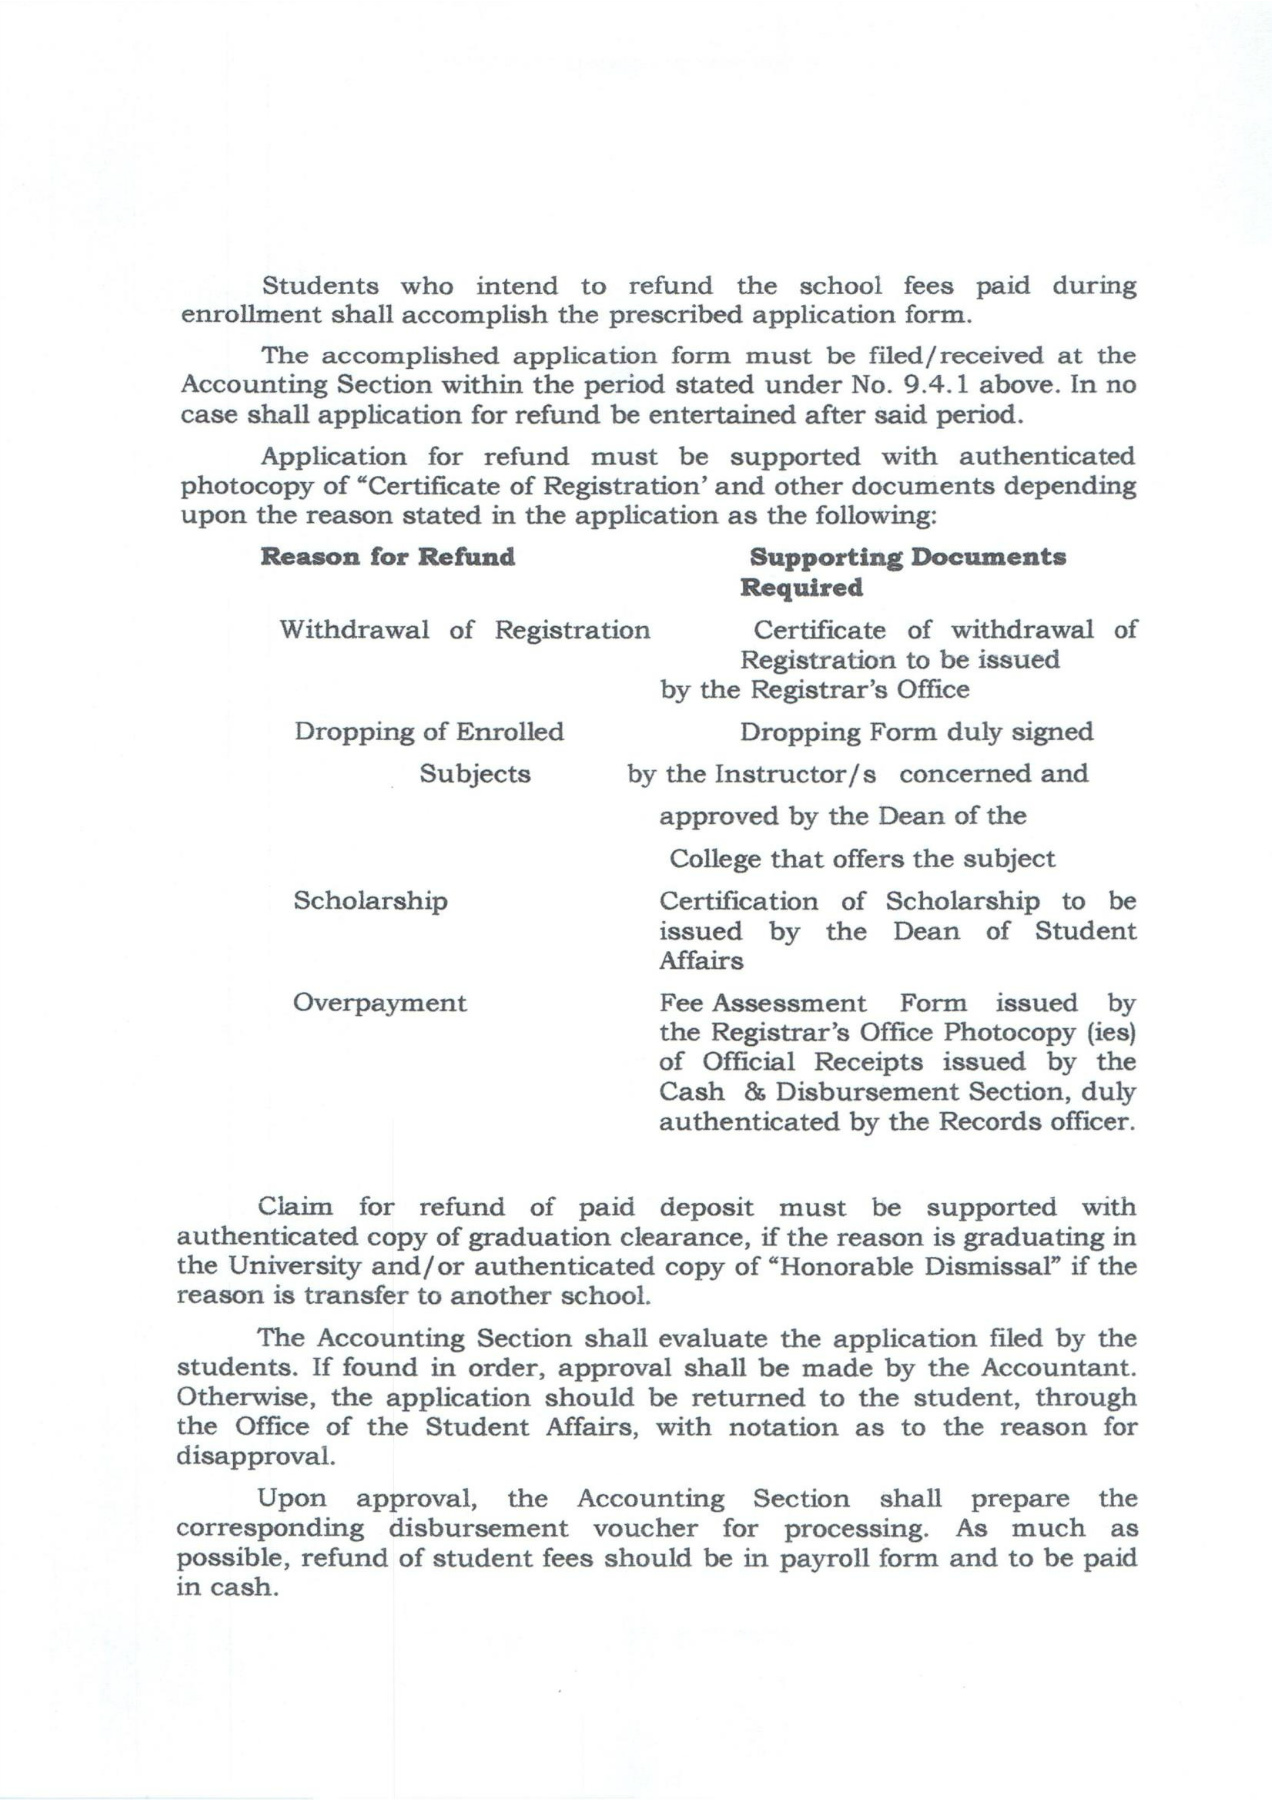 Students who intend to refund the school fees paid during
enrollment shall accomplish the prescribed application form.
The accomplished application form must be filed/received at the
Accounting Section within the period stated under No. 9.4.1 above. In no
case shall application for refund be entertained after said period.
Application for refund must be supported with authenticated
photocopy of “Certificate of Registration’ and other documents depending
upon the reason stated in the application as the following:
Reason for Refund Supporting Documents
Required
Withdrawal of Registration Certificate of withdrawal of
Registration to be issued
by the Registrar’s Office
Dropping of Enrolled Dropping Form duly signed
Subjects by the Instructor/s concerned and
approved by the Dean of the
College that offers the subject
Scholarship Certification of Scholarship to be
issued by the Dean of Student
Affairs
Overpayment Fee Assessment Form issued by
the Registrar’s Office Photocopy (ies)
of Official Receipts issued by the
Cash & Disbursement Section, duly
authenticated by the Records officer.
Claim for refund of paid deposit must be supported with
authenticated copy of graduation clearance, if the reason is graduating in
the University and/or authenticated copy of “Honorable Dismissal” if the
reason is transfer to another school.
The Accounting Section shall evaluate the application filed by the
students. If found in order, approval shall be made by the Accountant.
Otherwise, the application should be returned to the student, through
the Office of the Student Affairs, with notation as to the reason for
disapproval.
Upon approval, the Accounting Section shall prepare the
corresponding disbursement voucher for processing. As much as
possible, refund of student fees should be in payroll form and to be paid
in cash.